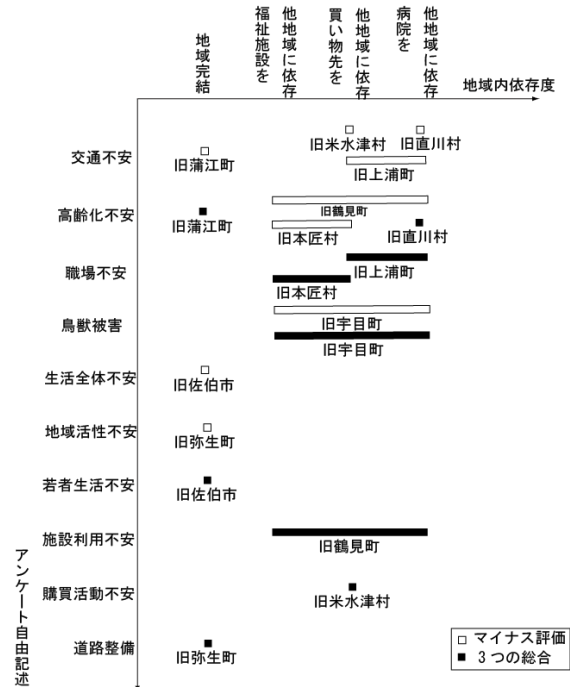 地域完結
福祉施設を
他地域に依存
買い物先を
他地域に依存
病院を
他地域に依存
地域内依存度
交通不安
旧蒲江町
旧米水津村
旧直川村
旧上浦町
高齢化不安
旧蒲江町
旧鶴見町
旧本匠村
旧直川村
職場不安
旧上浦町
旧本匠村
鳥獣被害
旧宇目町
旧宇目町
生活全体不安
旧佐伯市
地域活性不安
旧弥生町
若者生活不安
旧佐伯市
施設利用不安
旧鶴見町
購買活動不安
旧米水津村
道路整備
旧弥生町
アンケート自由記述
□ マイナス評価
■ 3つの総合